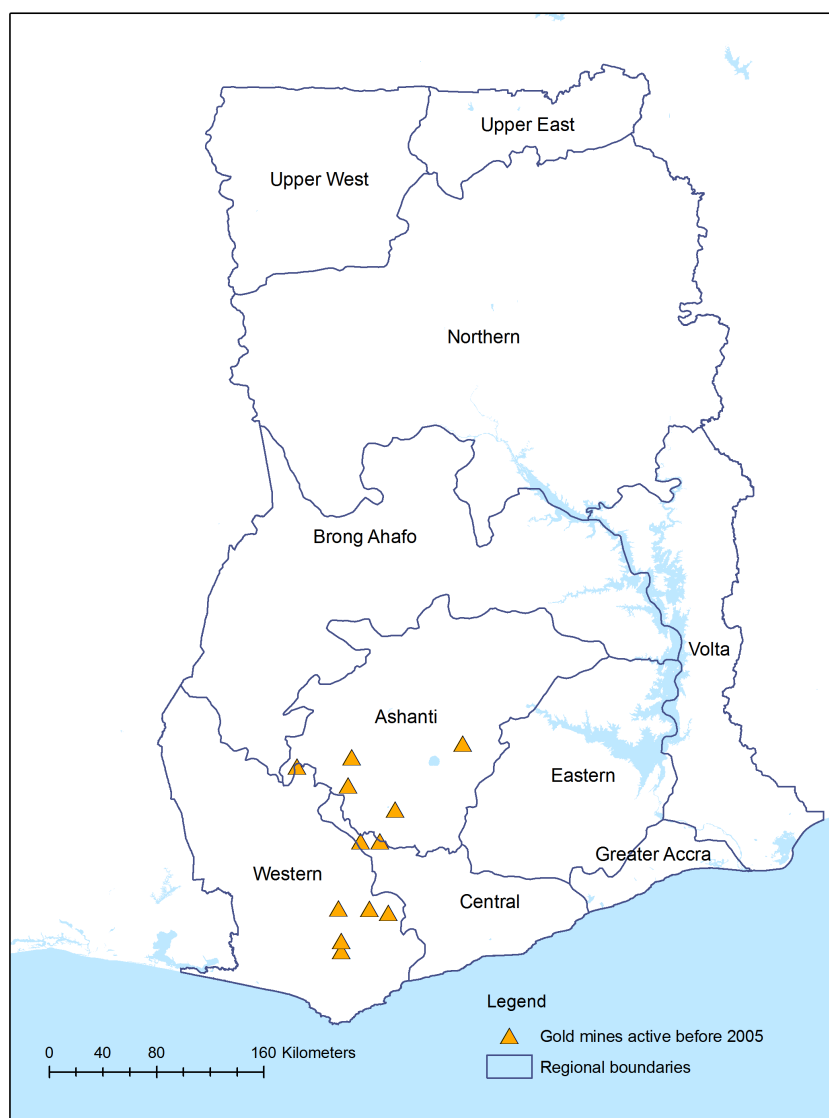 Upper East
Upper West
Northern
Brong Ahafo
Volta
Ashanti
Eastern
Greater Accra
Western
Central
Legend
Gold mines active before 2005
Regional boundaries
0 40 80 160 Kilometers